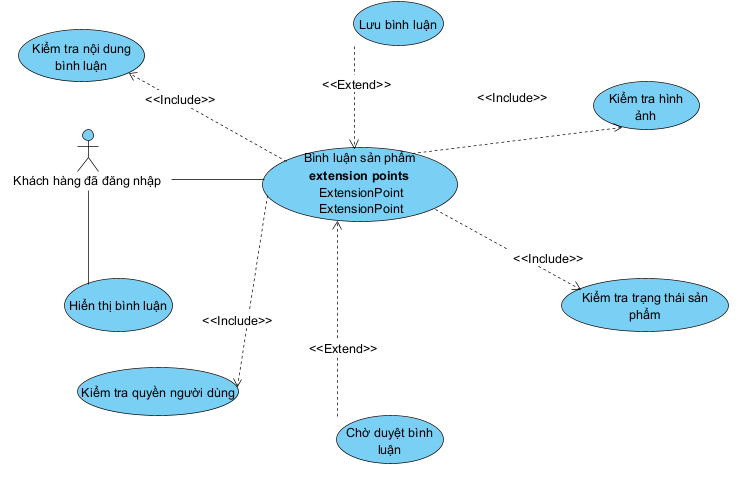 Lưu bình luận
Kiểm tra nội dung
bình luận
<<Extend>>
<<Include>>
<<Include>>
Kiểm tra hình
ảnh
Bình luận sản phẩm
extension points
ExtensionPoint
ExtensionPoint
Khách hàng đã đăng nhập
<<Include>>
Hiển thị bình luận
Kiểm tra trạng thái sản
phẩm
<<Include>>
<<Extend>>
Kiểm tra quyền người dùng
Chờ duyệt bình
luận